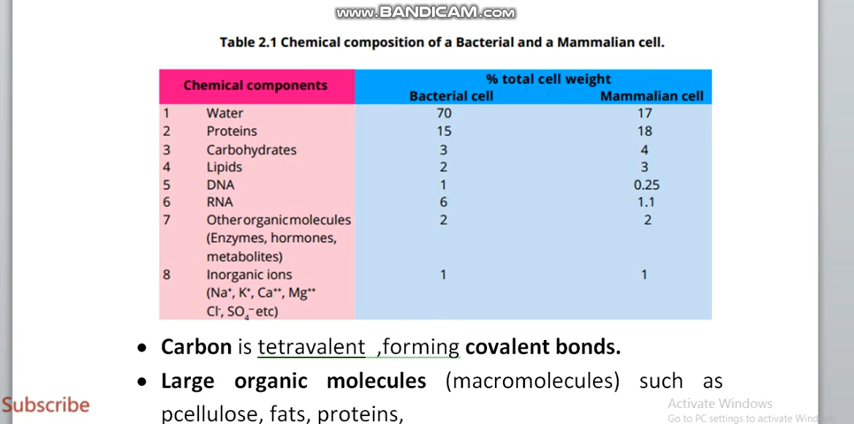 www.BANDICAM.com
Table 2.1 Chemical composition of a Bacterial and a Mammalian cell.
Chemical components % total cell weight
Bacterial cell Mammalian cell
1 Water 70 17
2 Proteins 15 18
3 Carbohydrates 3 4
4 Lipids 2 3
5 DNA 1 0.25
6 RNA 6 1.1
7 Other organic molecules 2 2
(Enzymes, hormones,
metabolites)
8 Inorganic ions 1 1
(Na⁺, K⁺, Ca⁺⁺, Mg⁺⁺
Cl⁻, SO₄⁻ etc)
• Carbon is tetravalent ,forming covalent bonds.
• Large organic molecules (macromolecules) such as
pcellulose, fats, proteins,
Subscribe
Activate Windows
Go to PC settings to activate Windows